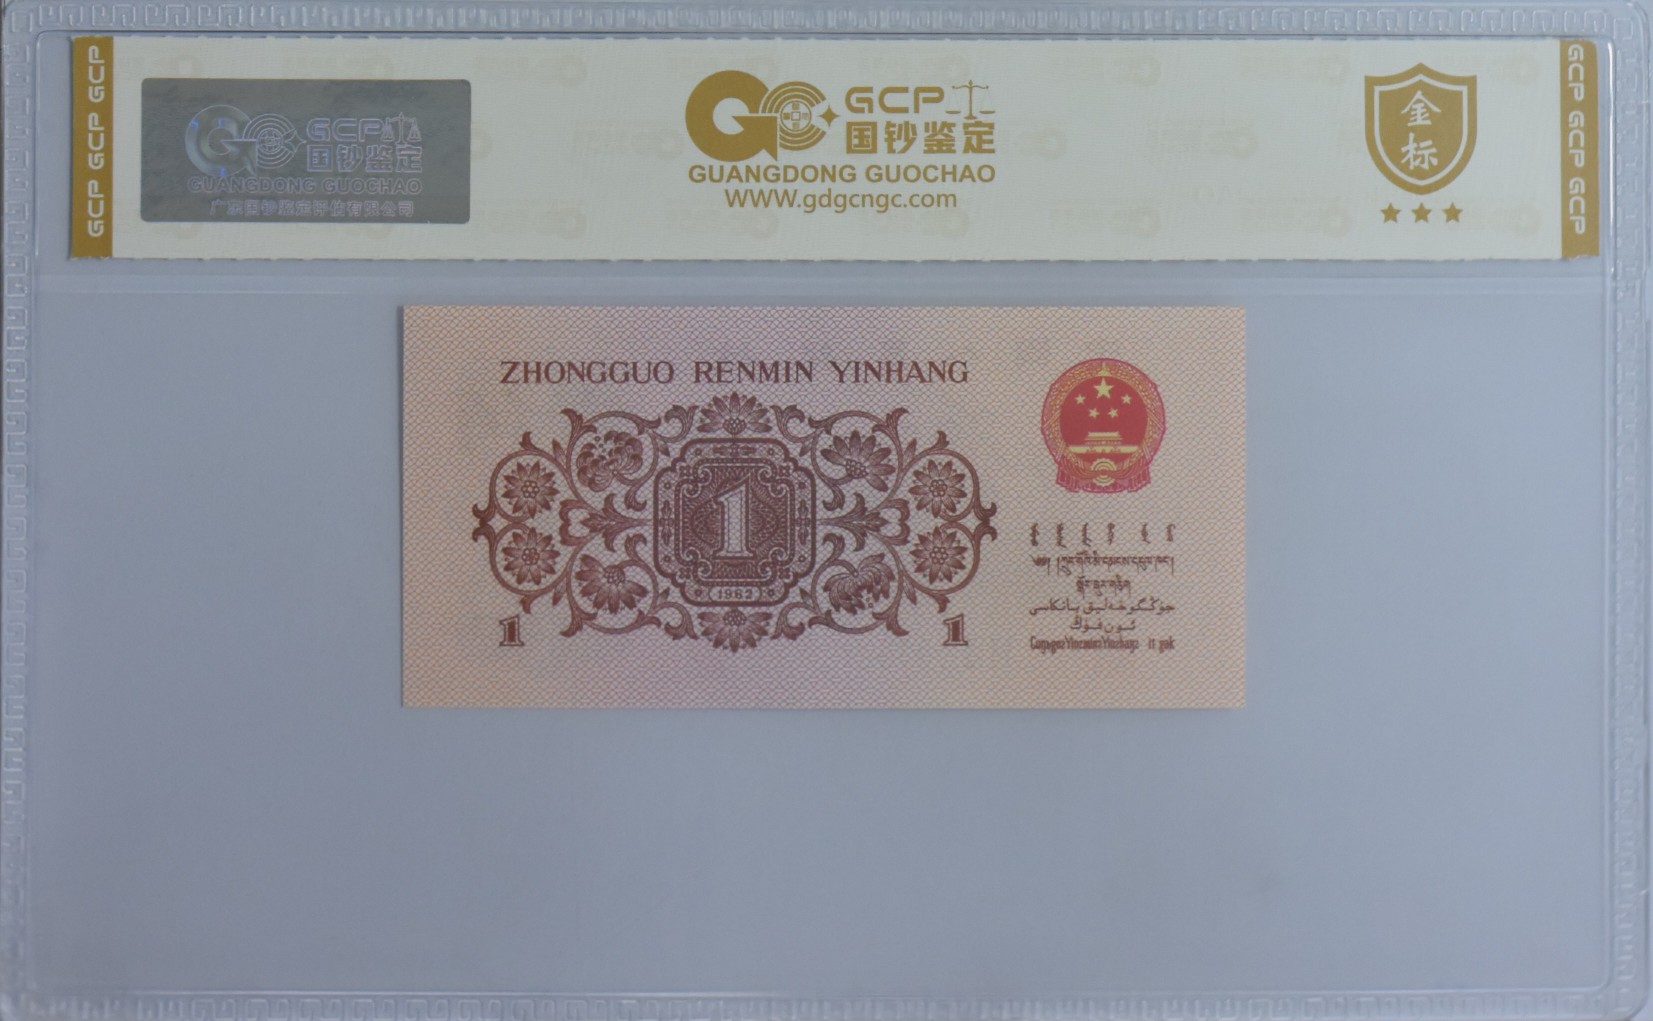 GCP GCP GCP
GCP
国钞鉴定
GUANGDONG GUOCHAO
广东国钞鉴定评估有限公司
GCP
国钞鉴定
GUANGDONG GUOCHAO
WWW.gdgcngc.com
金
标
GCP GCP GCP
ZHONGGUO RENMIN YINHANG
1
1962
1
1